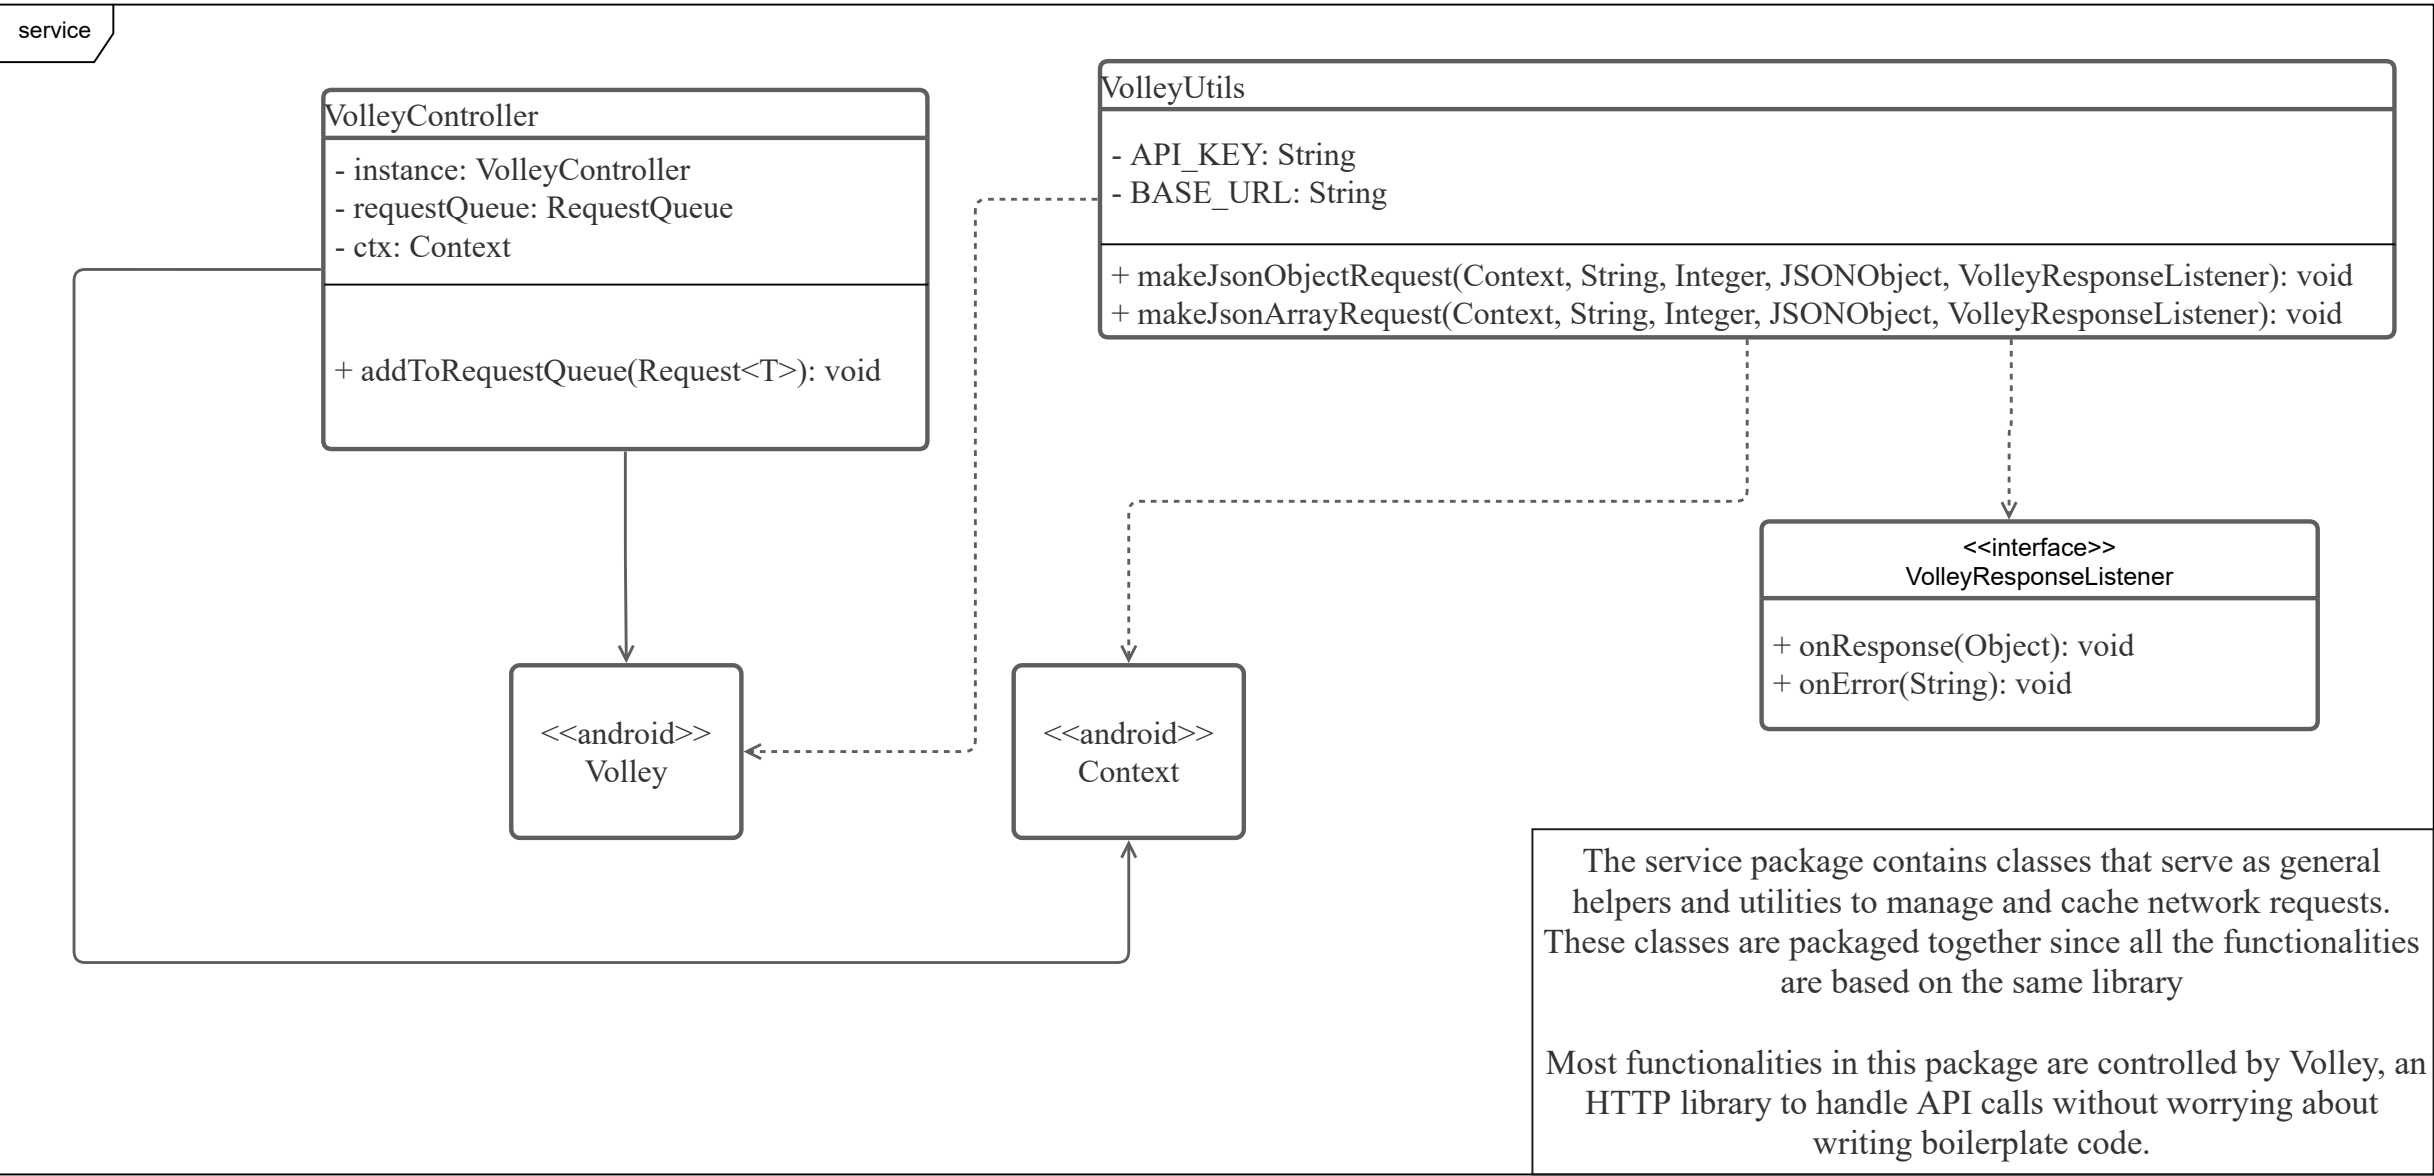 service
VolleyController
- instance: VolleyController
- requestQueue: RequestQueue
- ctx: Context
+ addToRequestQueue(Request<T>): void
VolleyUtils
- API_KEY: String
- BASE_URL: String
+ makeJsonObjectRequest(Context, String, Integer, JSONObject, VolleyResponseListener): void
+ makeJsonArrayRequest(Context, String, Integer, JSONObject, VolleyResponseListener): void
<<interface>>
VolleyResponseListener
+ onResponse(Object): void
+ onError(String): void
<<android>>
Volley
<<android>>
Context
The service package contains classes that serve as general
helpers and utilities to manage and cache network requests.
These classes are packaged together since all the functionalities
are based on the same library
Most functionalities in this package are controlled by Volley, an
HTTP library to handle API calls without worrying about
writing boilerplate code.